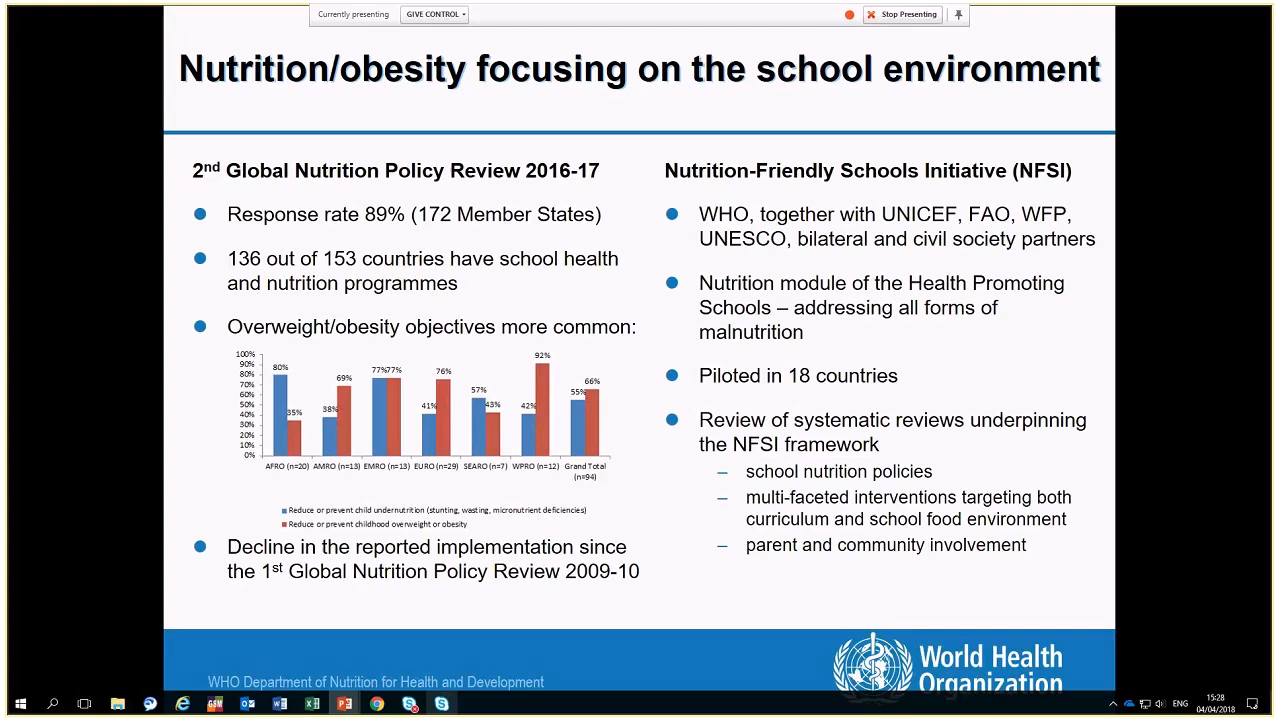 Currently presenting
GIVE CONTROL
Stop Presenting
Nutrition/obesity focusing on the school environment
2nd Global Nutrition Policy Review 2016-17
Response rate 89% (172 Member States)
136 out of 153 countries have school health
and nutrition programmes
Overweight/obesity objectives more common:
100%
90%
80%
70%
60%
50%
40%
30%
20%
10%
0%
80%
35%
38%
69%
77%
77%
41%
76%
57%
43%
42%
92%
55%
66%
AFRO (n=20)
AMRO (n=13)
EMRO (n=13)
EURO (n=29)
SEARO (n=7)
WPRO (n=12)
Grand Total
(n=94)
Reduce or prevent child undernutrition (stunting, wasting, micronutrient deficiencies)
Reduce or prevent childhood overweight or obesity
Decline in the reported implementation since
the 1st Global Nutrition Policy Review 2009-10
Nutrition-Friendly Schools Initiative (NFSI)
WHO, together with UNICEF, FAO, WFP,
UNESCO, bilateral and civil society partners
Nutrition module of the Health Promoting
Schools – addressing all forms of
malnutrition
Piloted in 18 countries
Review of systematic reviews underpinning
the NFSI framework
– school nutrition policies
– multi-faceted interventions targeting both
curriculum and school food environment
– parent and community involvement
WHO Department of Nutrition for Health and Development
World Health
Organization
GSM
ENG
15:28
04/04/2018